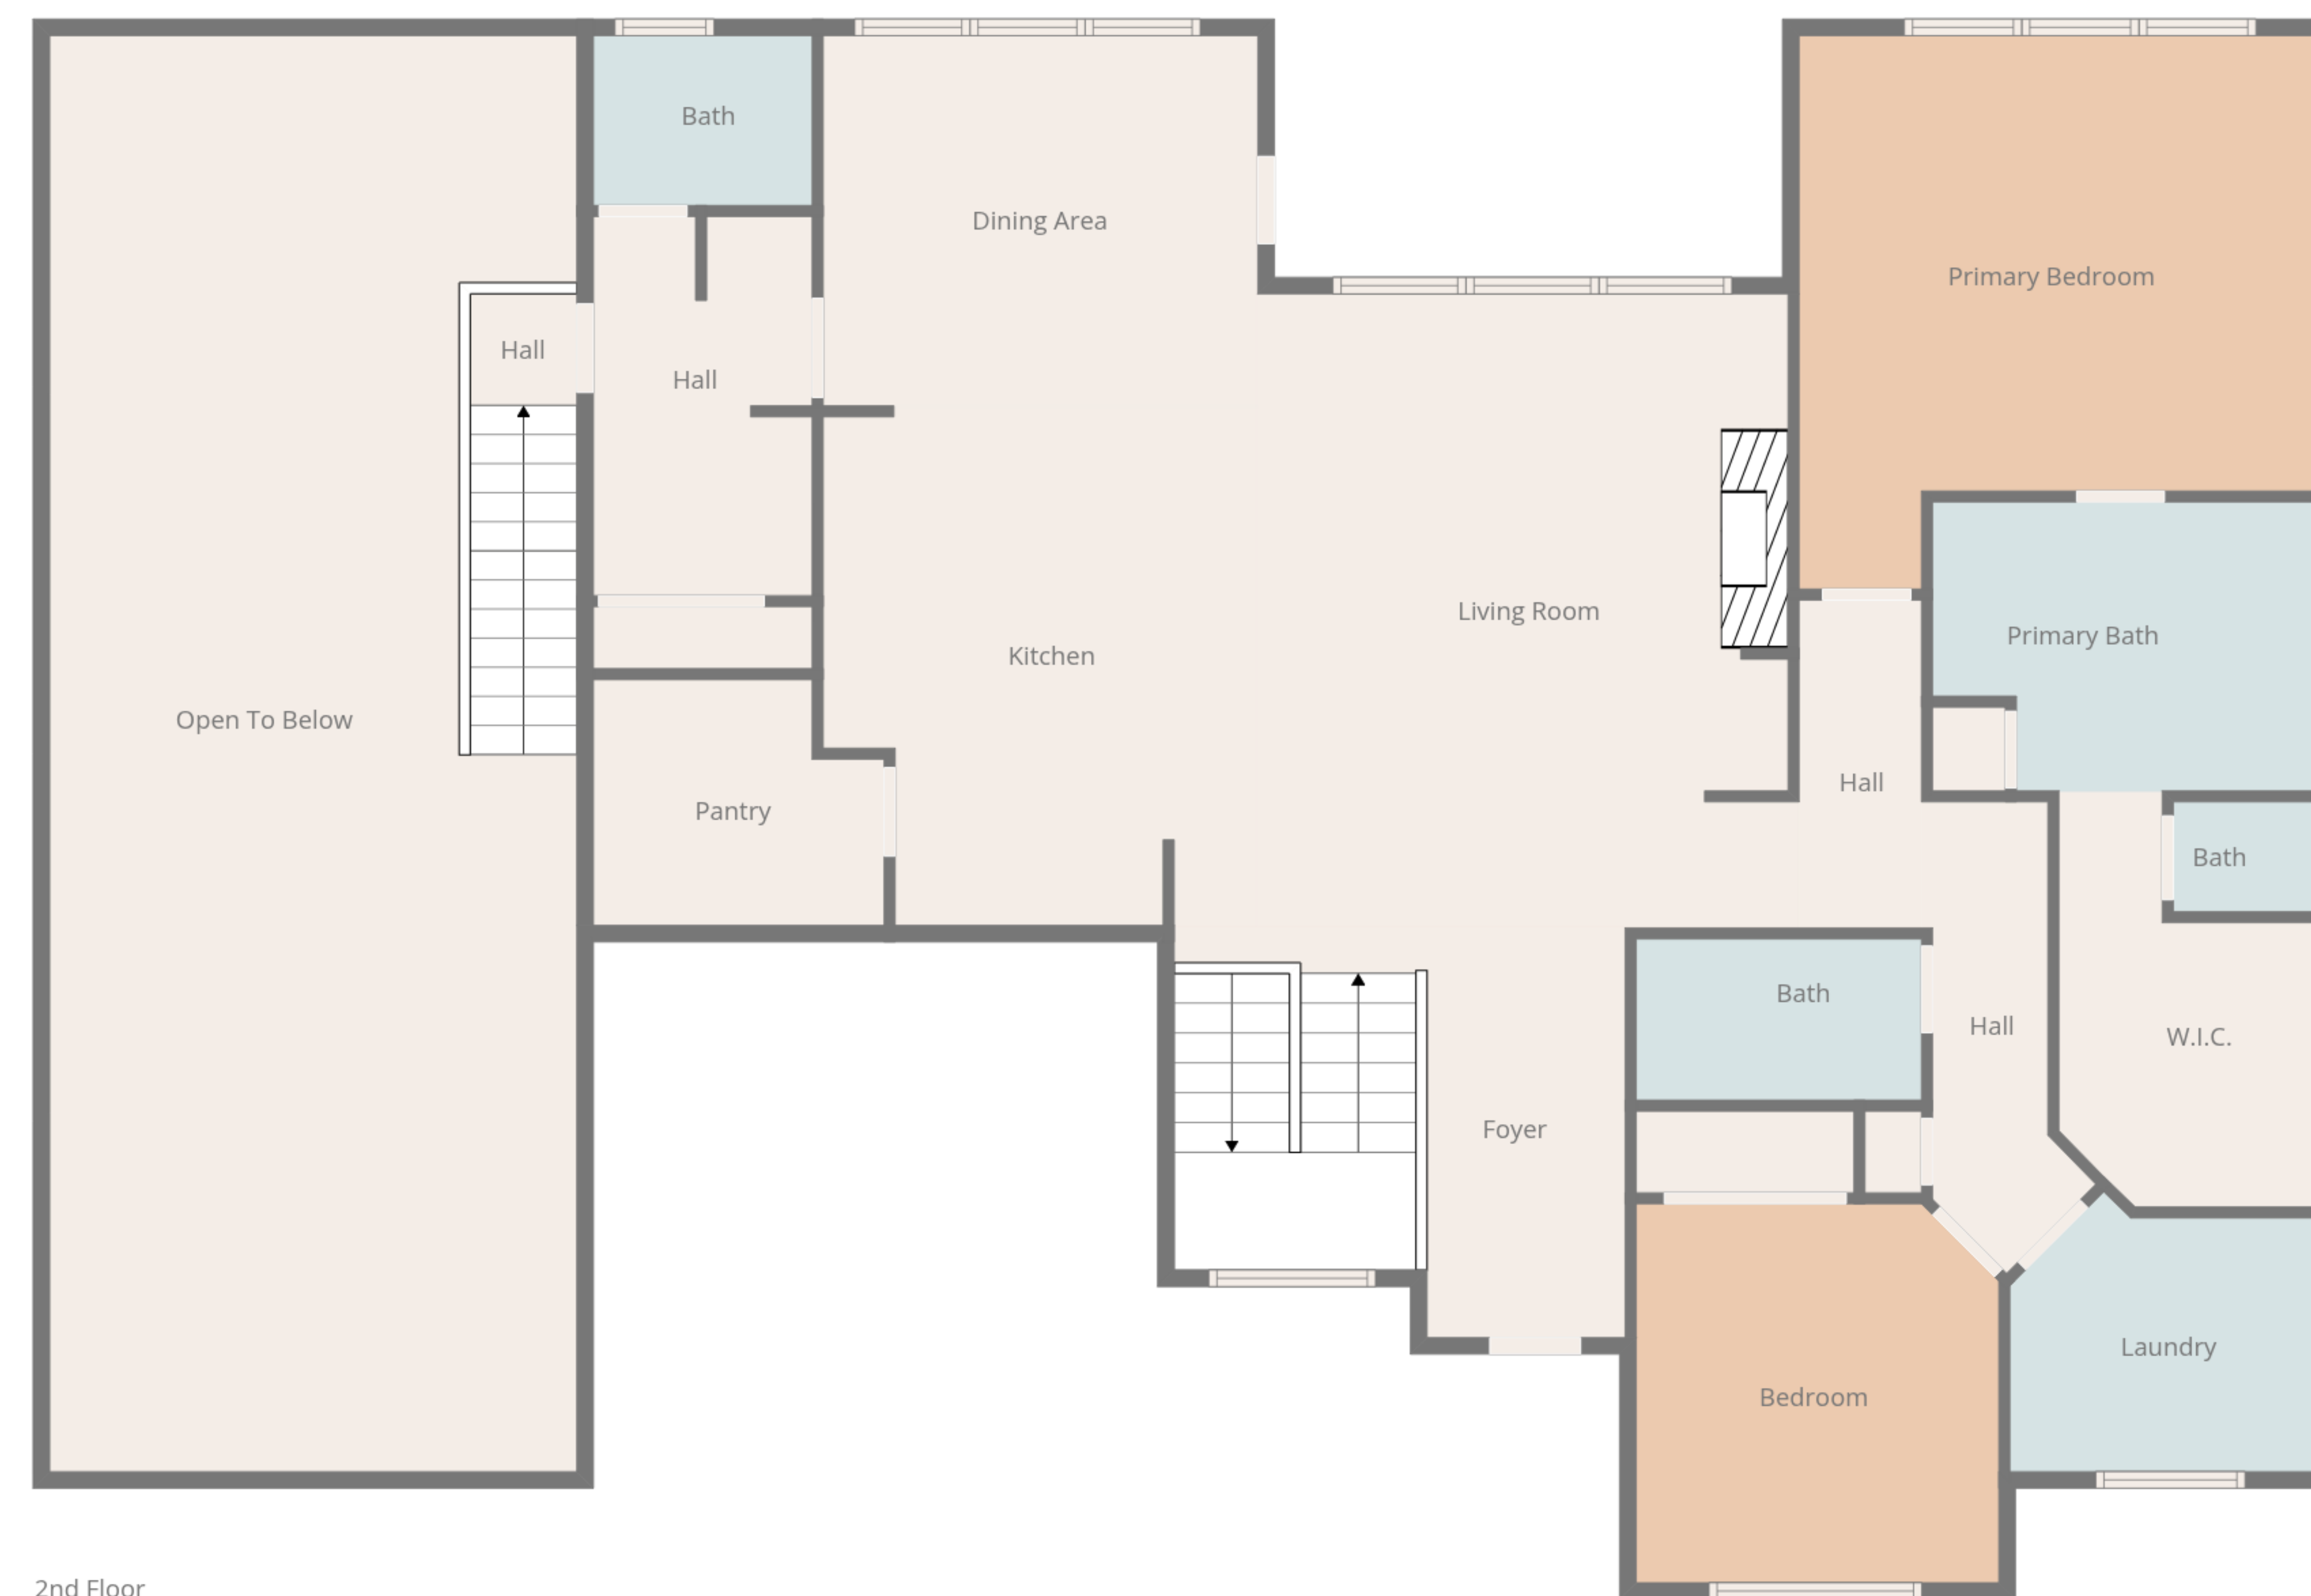 Bath
Dining Area
Primary Bedroom
Hall
Hall
Living Room
Primary Bath
Kitchen
Open To Below
Hall
Pantry
Bath
Bath
Hall
W.I.C.
Foyer
Laundry
Bedroom
2nd Floor